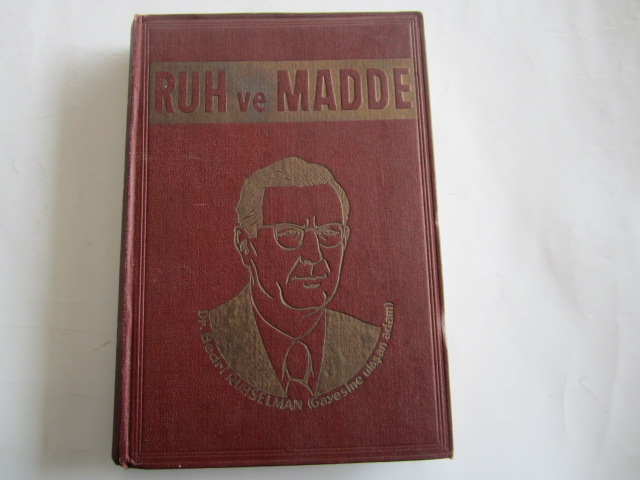 RUH ve MADDE
Dr. Bedri RUHSELMAN (Gayesine ulaşan adam)